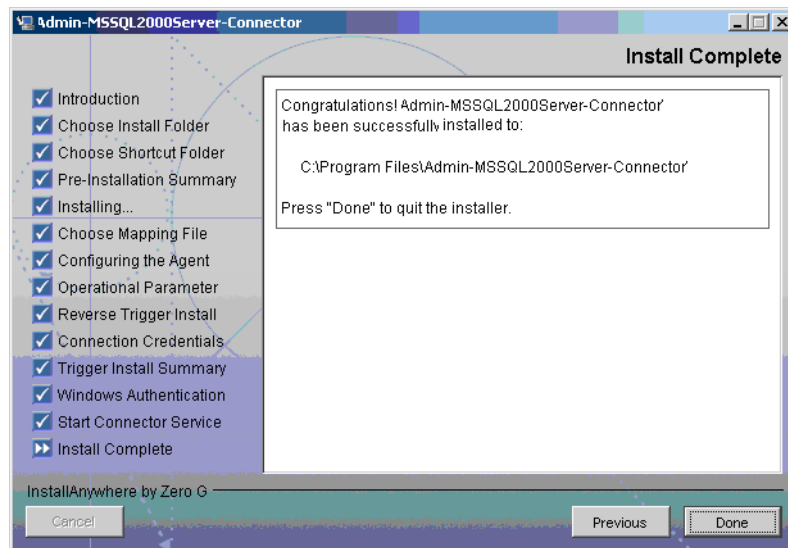 Admin-MSSQL2000Server-Connector
Install Complete
Introduction
Choose Install Folder
Choose Shortcut Folder
Pre-Installation Summary
Installing...
Choose Mapping File
Configuring the Agent
Operational Parameter
Reverse Trigger Install
Connection Credentials
Trigger Install Summary
Windows Authentication
Start Connector Service
Install Complete
Congratulations! Admin-MSSQL2000Server-Connector'
has been successfully installed to:
C:\Program Files\Admin-MSSQL2000Server-Connector'
Press "Done" to quit the installer.
InstallAnywhere by Zero G
Cancel
Previous
Done